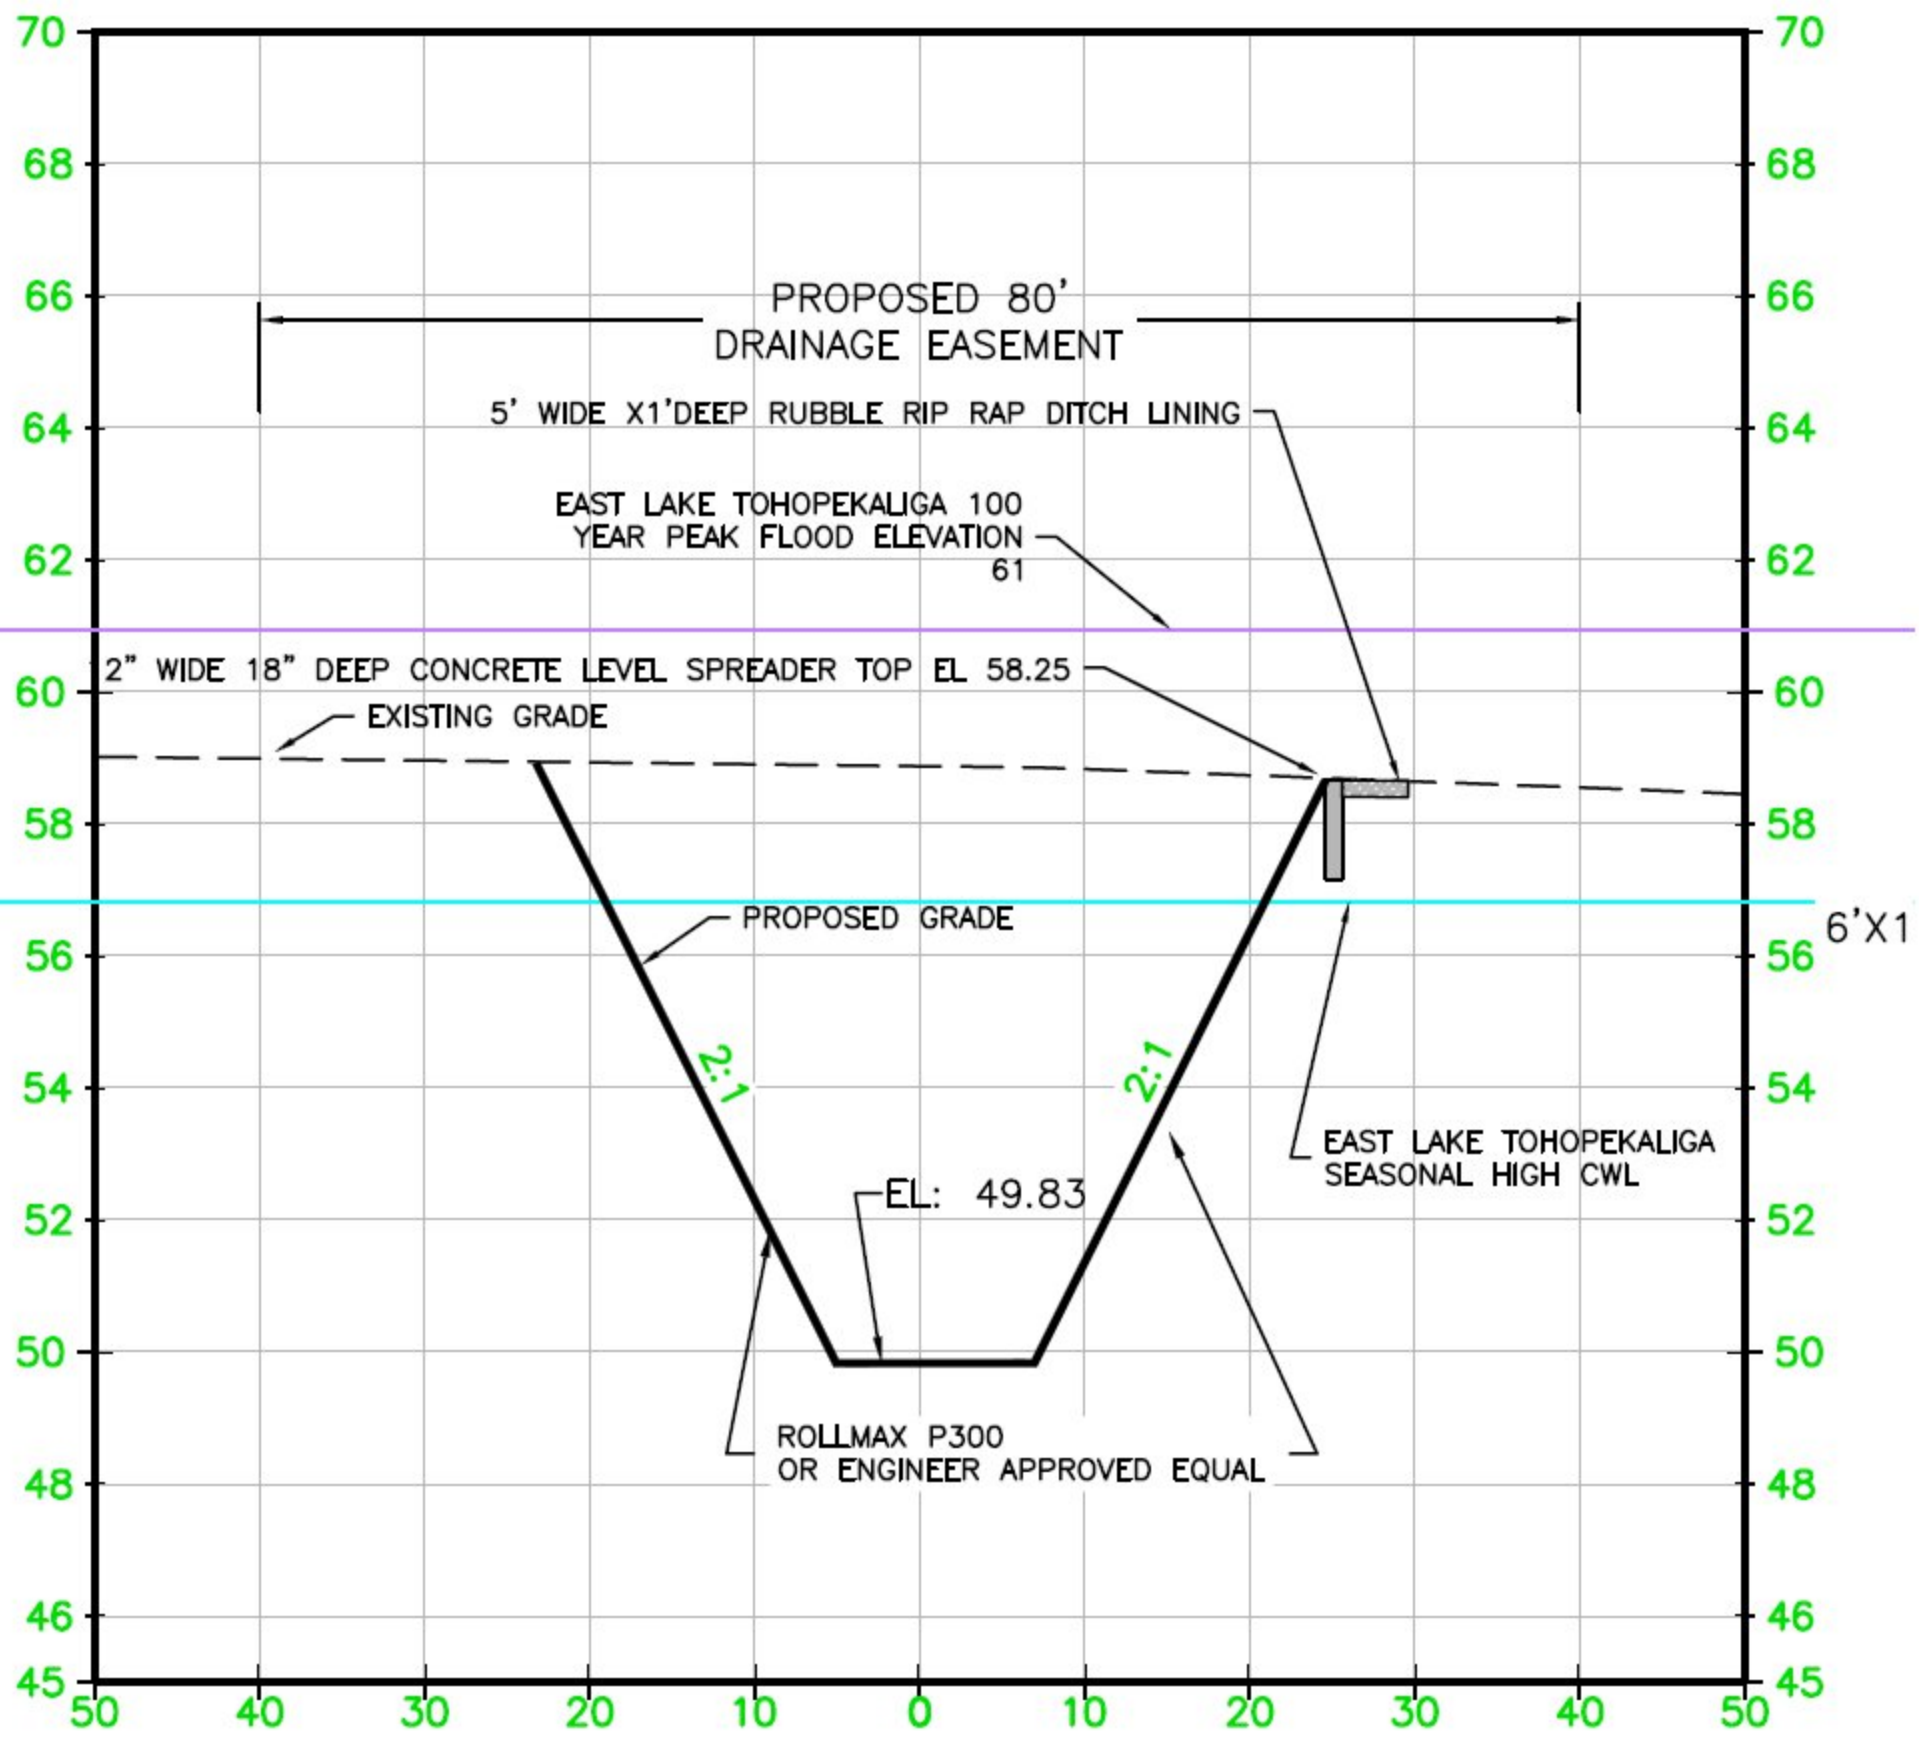 70 70
68 68
66 66
PROPOSED 80'
DRAINAGE EASEMENT
5' WIDE X1'DEEP RUBBLE RIP RAP DITCH LINING
64 64
EAST LAKE TOHOPEKALIGA 100
YEAR PEAK FLOOD ELEVATION
61
62 62
2" WIDE 18" DEEP CONCRETE LEVEL SPREADER TOP EL 58.25
60 60
EXISTING GRADE
58 58
PROPOSED GRADE
6'X1
56 56
2:1
2:1
54 54
EAST LAKE TOHOPEKALIGA
SEASONAL HIGH CWL
EL: 49.83
52 52
50 50
ROLLMAX P300
OR ENGINEER APPROVED EQUAL
48 48
46 46
45 45
50 40 30 20 10 0 10 20 30 40 50